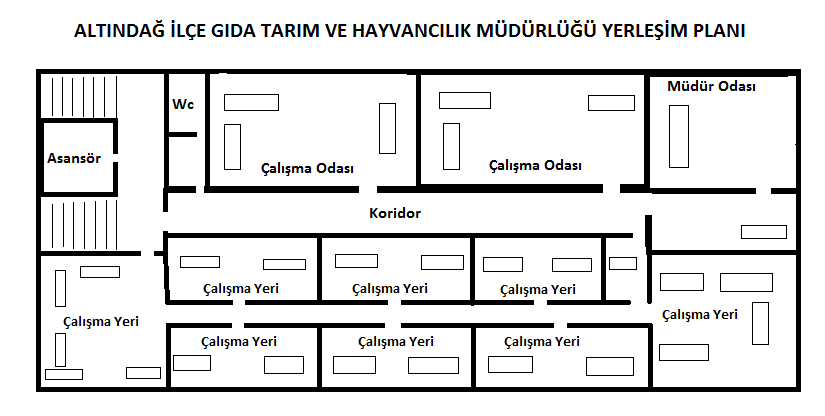 ALTINDAĞ İLÇE GIDA TARIM VE HAYVANCILIK MÜDÜRLÜĞÜ YERLEŞİM PLANI
Wc
Müdür Odası
Asansör
Çalışma Odası
Çalışma Odası
Koridor
Çalışma Yeri
Çalışma Yeri
Çalışma Yeri
Çalışma Yeri
Çalışma Yeri
Çalışma Yeri
Çalışma Yeri
Çalışma Yeri